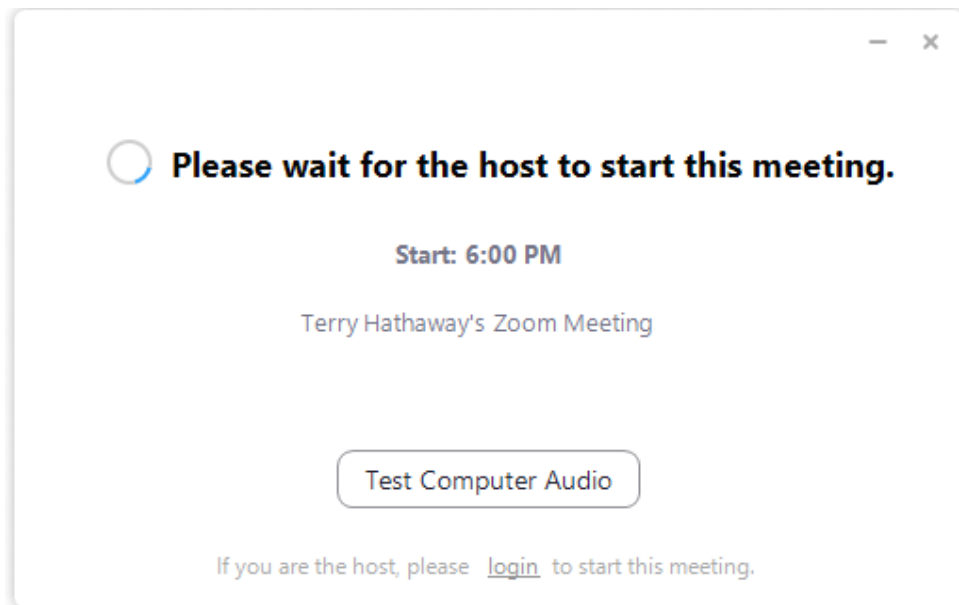 Please wait for the host to start this meeting.
Start: 6:00 PM
Terry Hathaway's Zoom Meeting
Test Computer Audio
If you are the host, please login to start this meeting.